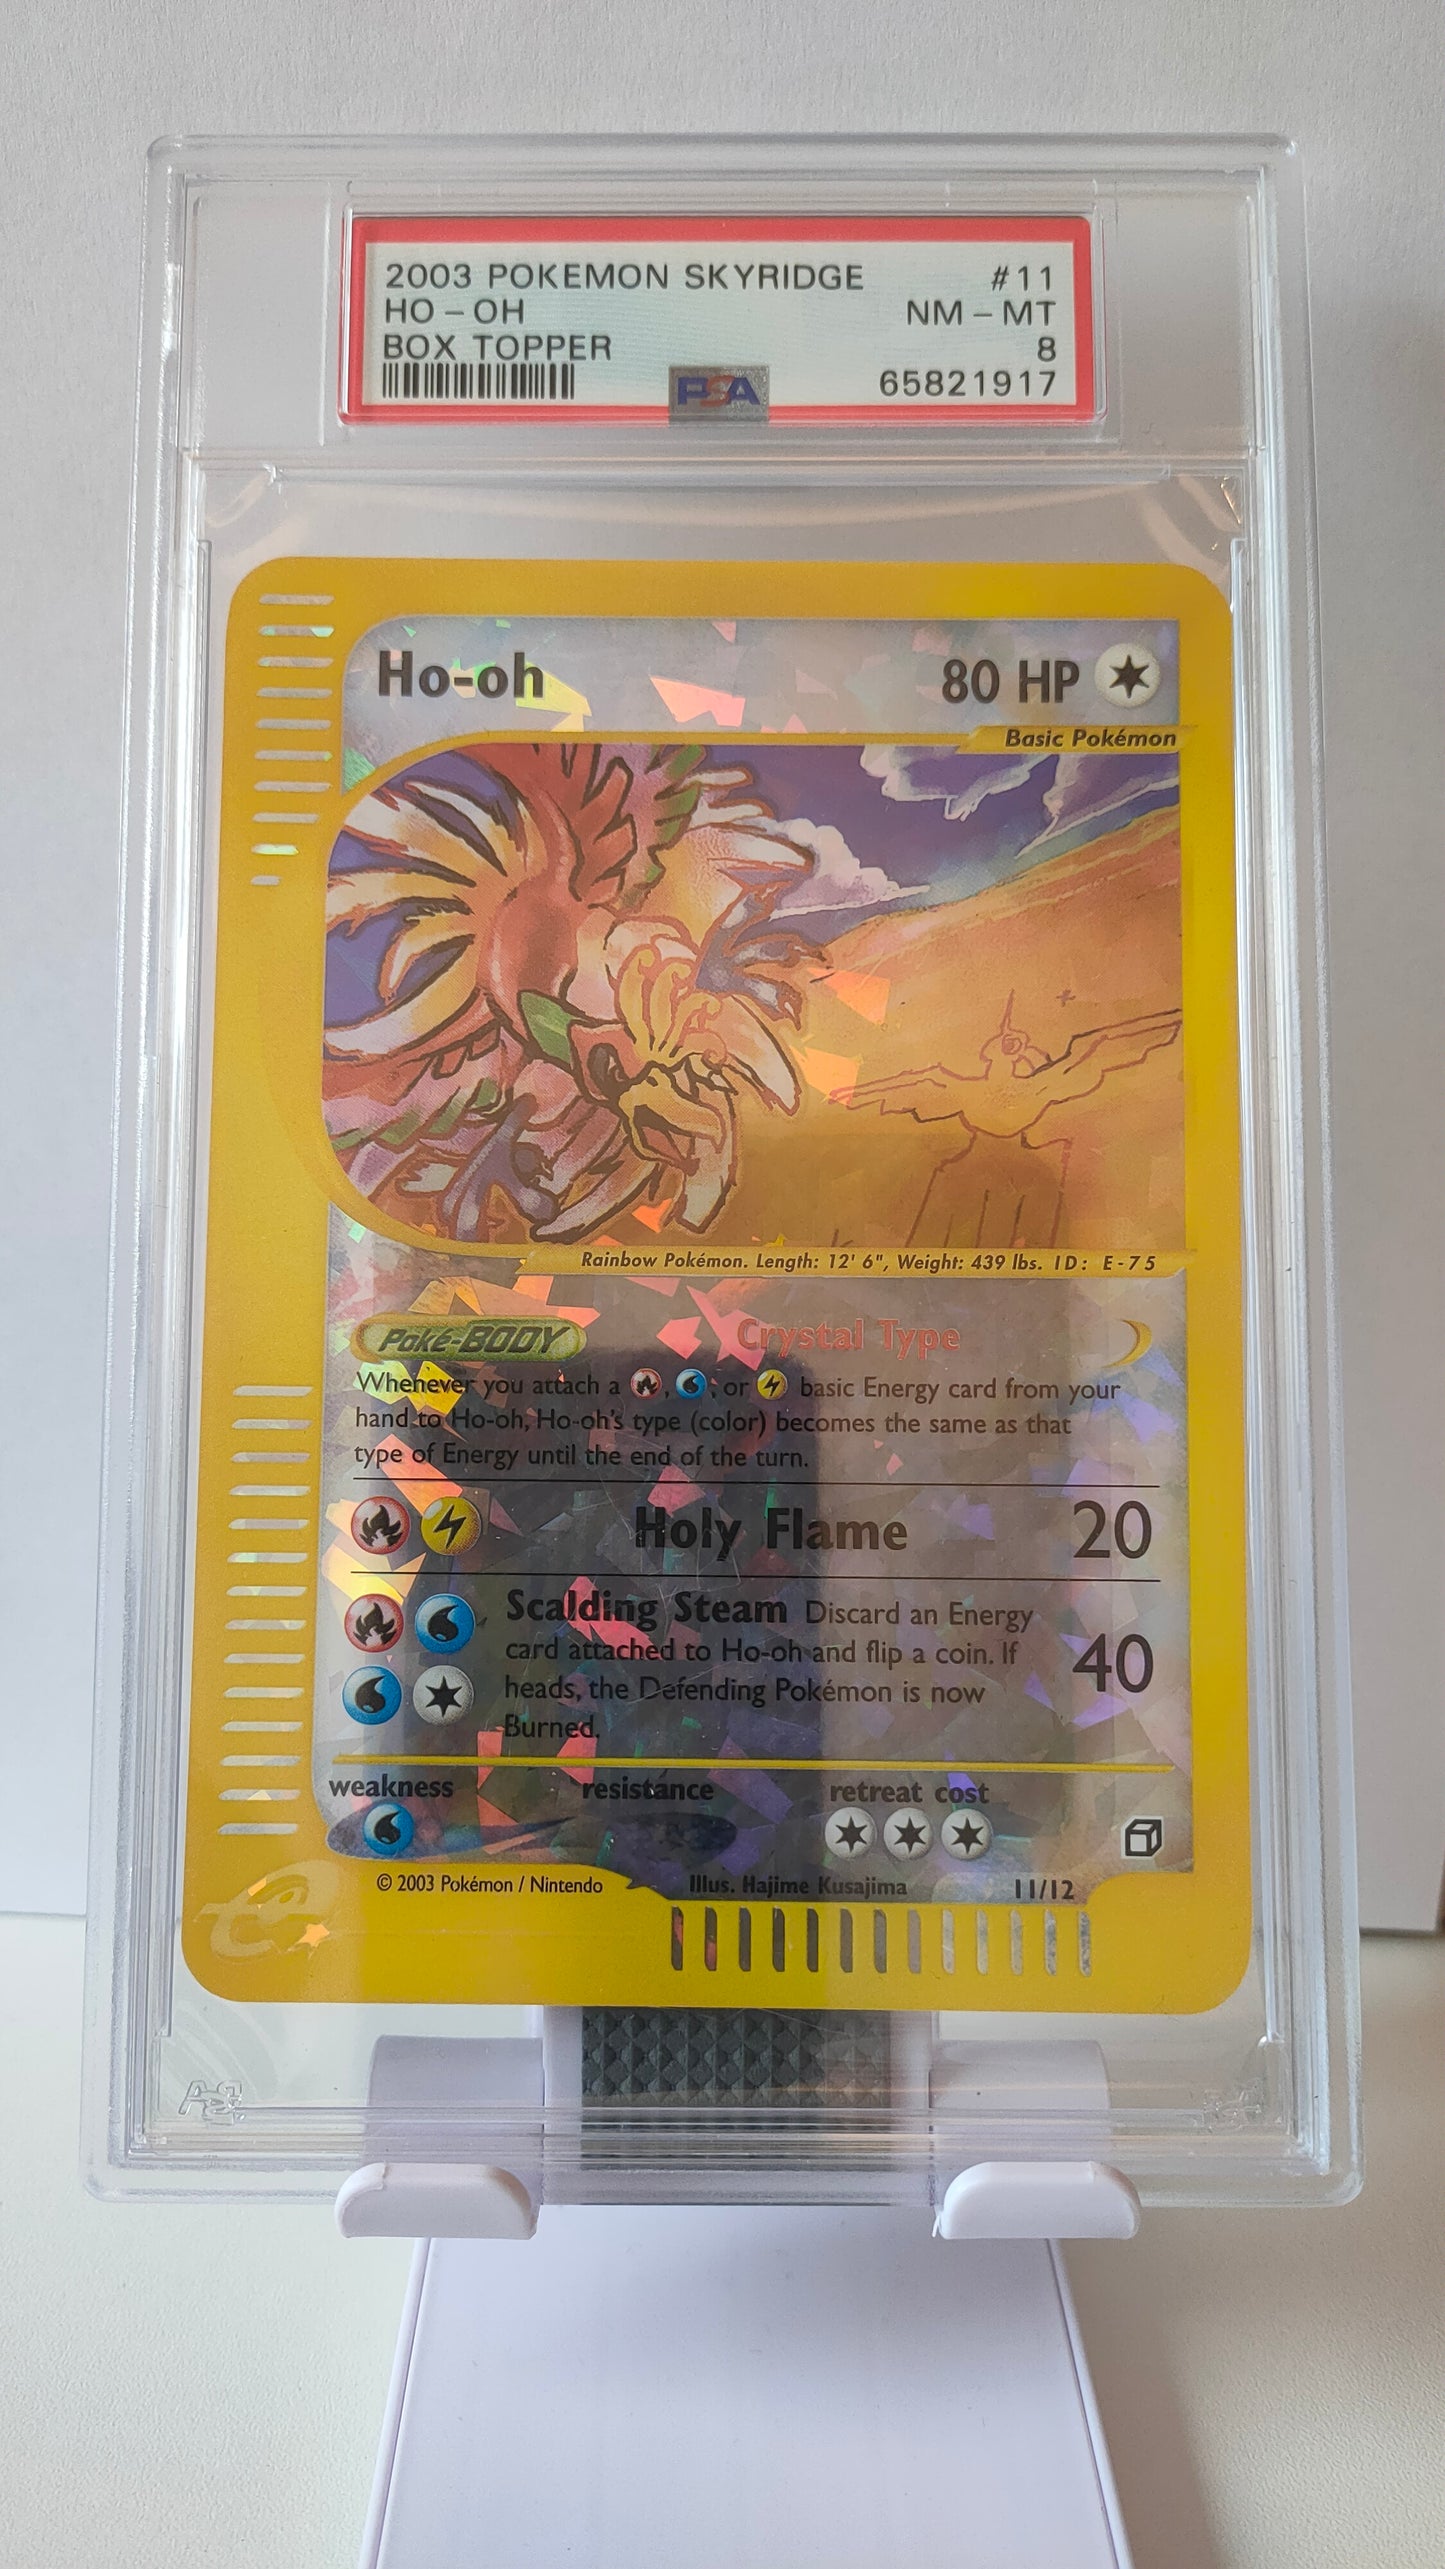 2003 POKEMON SKYRIDGE #11
HO-OH NM-MT
BOX TOPPER 8
PSA 65821917
Ho-oh 80 HP
Basic Pokémon
Rainbow Pokémon. Length: 12' 6", Weight: 439 lbs. ID: E-75
Poké-BODY Crystal Type
Whenever you attach a , , or basic Energy card from your
hand to Ho-oh, Ho-oh's type (color) becomes the same as that
type of Energy until the end of the turn.
Holy Flame 20
Scalding Steam Discard an Energy
card attached to Ho-oh and flip a coin. If
heads, the Defending Pokémon is now
Burned.
40
weakness resistance retreat cost
© 2003 Pokémon / Nintendo Illus. Hajime Kusajima 11/12